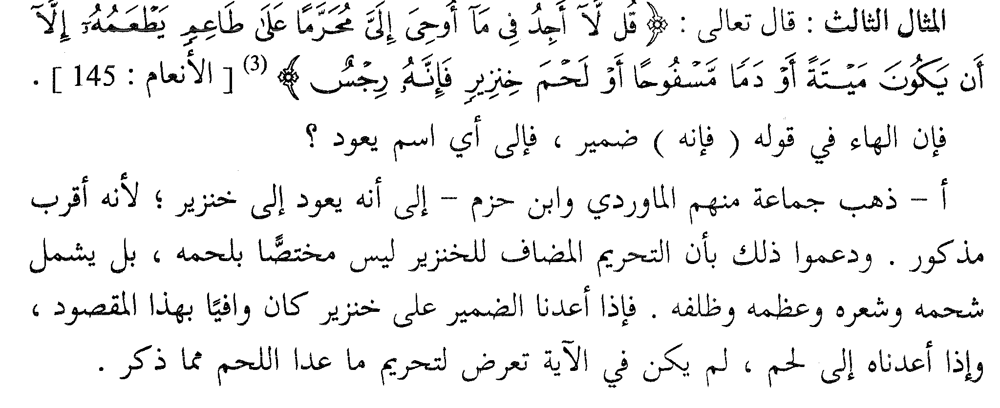 المثال الثالث : قال تعالى : ﴿ قُل لَّآ أَجِدُ فِى مَآ أُوحِىَ إِلَىَّ مُحَرَّمًا عَلَىٰ طَاعِمٍ يَطْعَمُهُۥٓ إِلَّآ
أَن يَكُونَ مَيْتَةً أَوْ دَمًا مَّسْفُوحًا أَوْ لَحْمَ خِنزِيرٍ فَإِنَّهُۥ رِجْسٌ ﴾ (3) [ الأنعام : 145 ] .
فإن الهاء في قوله ( فإنه ) ضمير ، فإلى أي اسم يعود ؟
أ – ذهب جماعة منهم الماوردي وابن حزم – إلى أنه يعود إلى خنزير ؛ لأنه أقرب
مذكور . ودعموا ذلك بأن التحريم المضاف للخنزير ليس مختصًّا بلحمه ، بل يشمل
شحمه وشعره وعظمه وظلفه . فإذا أعدنا الضمير على خنزير كان وافيًا بهذا المقصود ،
وإذا أعدناه إلى لحم ، لم يكن في الآية تعرض لتحريم ما عدا اللحم مما ذكر .